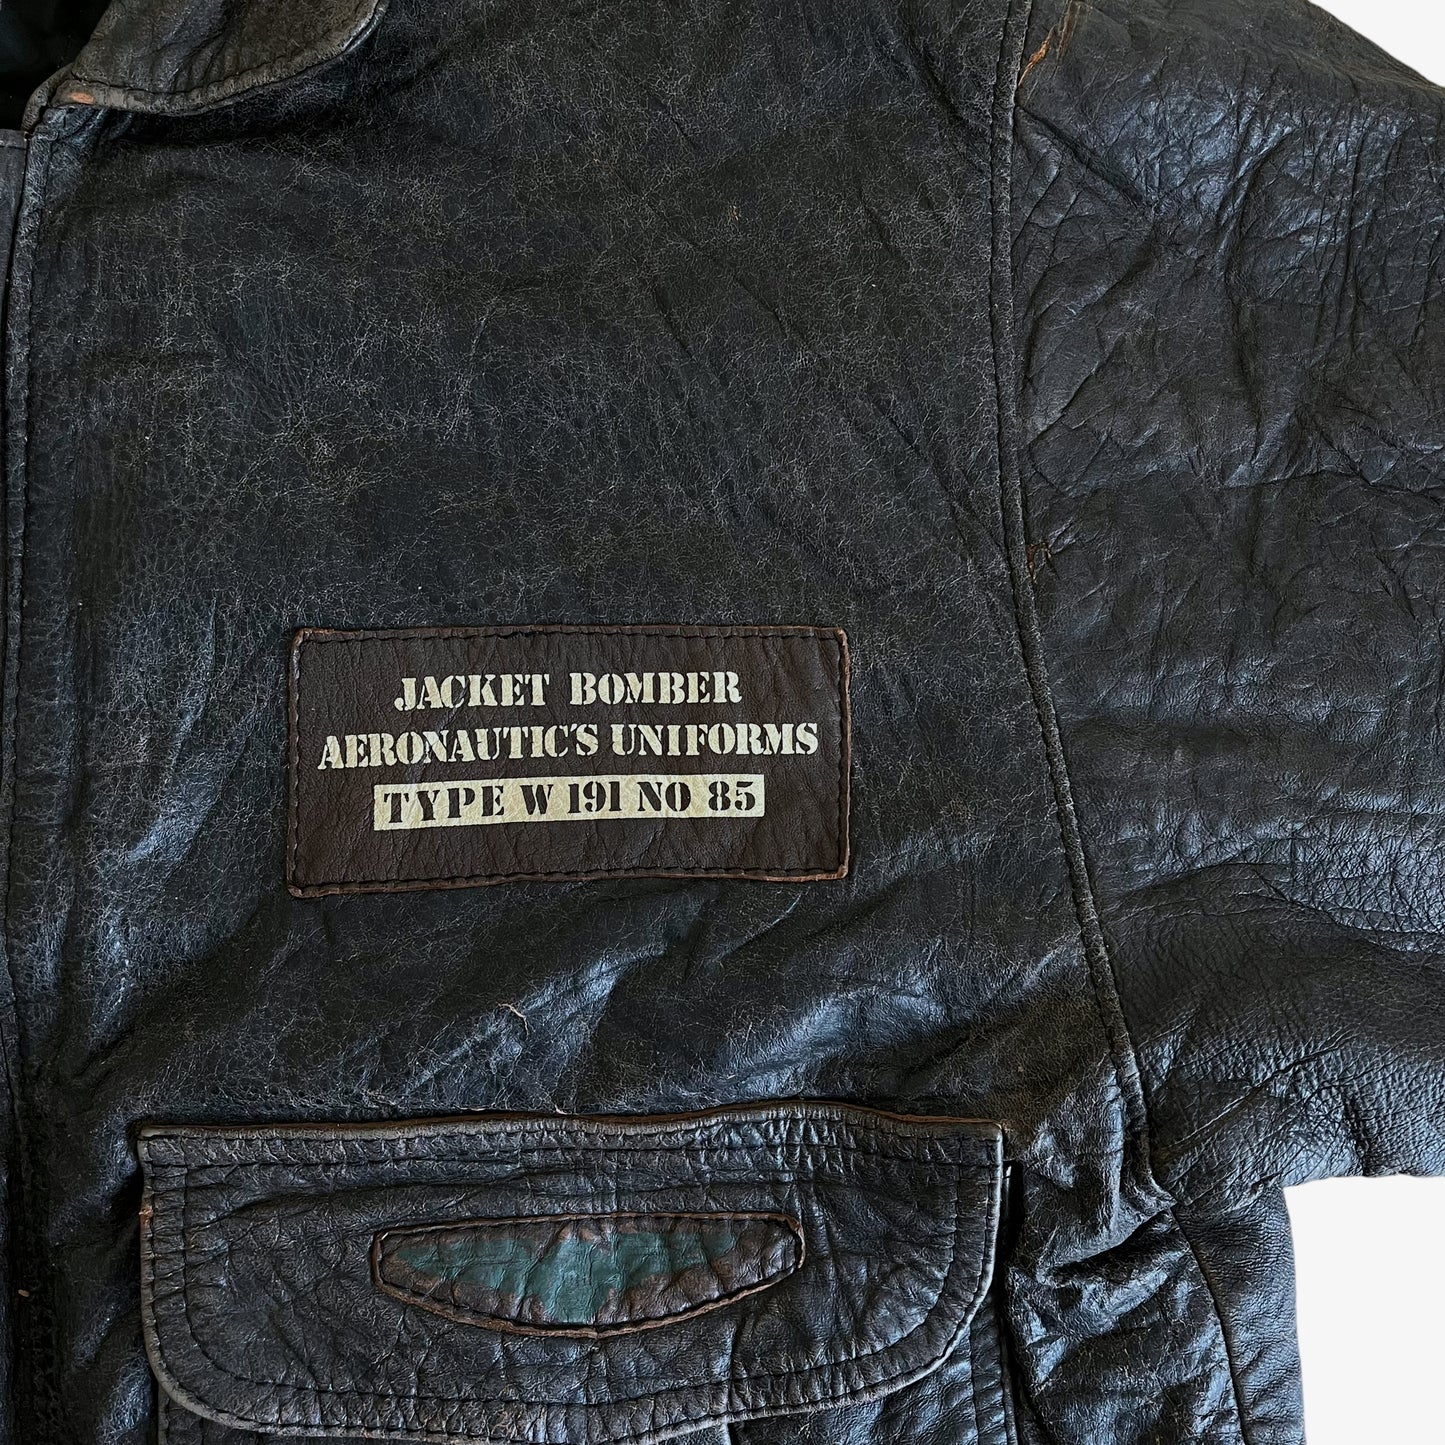 JACKET BOMBER
AERONAUTIC'S UNIFORMS
TYPE W 191 NO 85